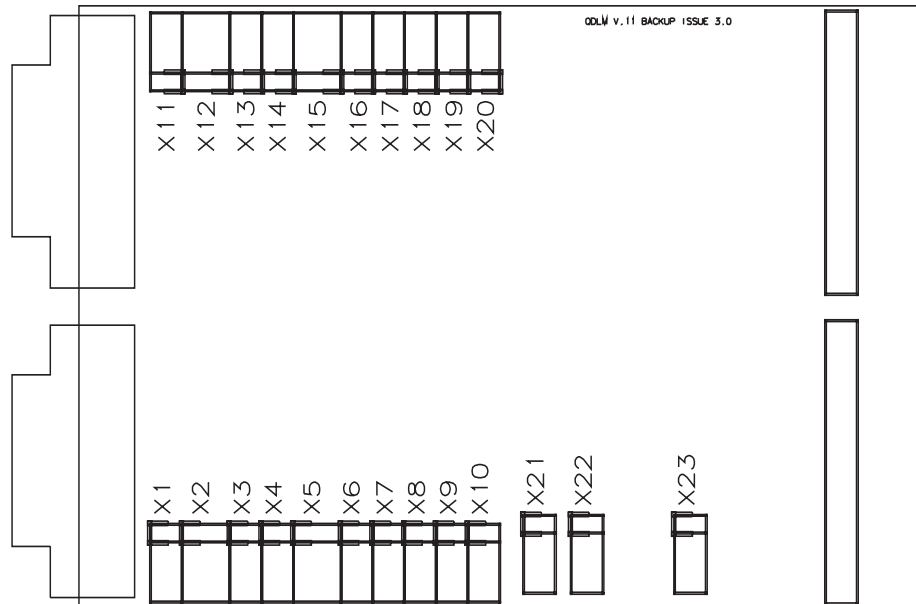 QDLM V.11 BACKUP ISSUE 3.0
X11 X12 X13 X14 X15 X16 X17 X18 X19 X20
X1 X2 X3 X4 X5 X6 X7 X8 X9 X10 X21 X22 X23